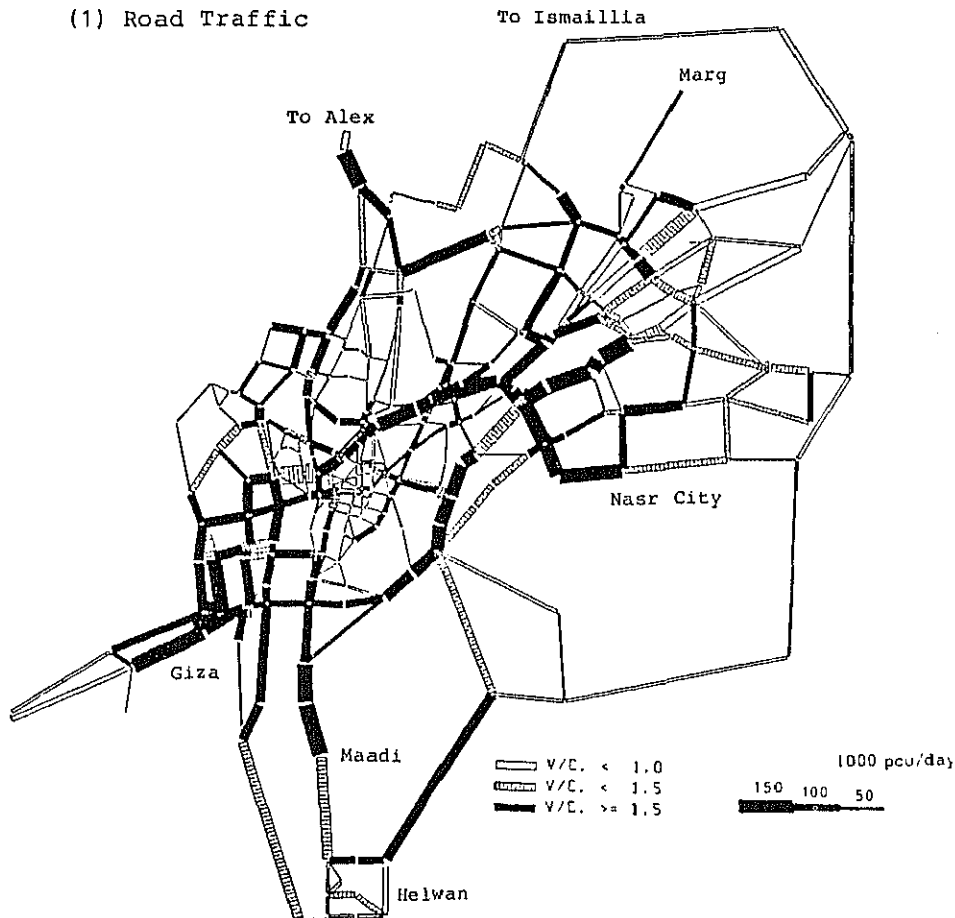 (1) Road Traffic
To Ismaillia
Marg
To Alex
Nasr City
Giza
Maadi
V/C. < 1.0
V/C. < 1.5
V/C. >= 1.5
1000 pcu/day
150 100 50
Helwan